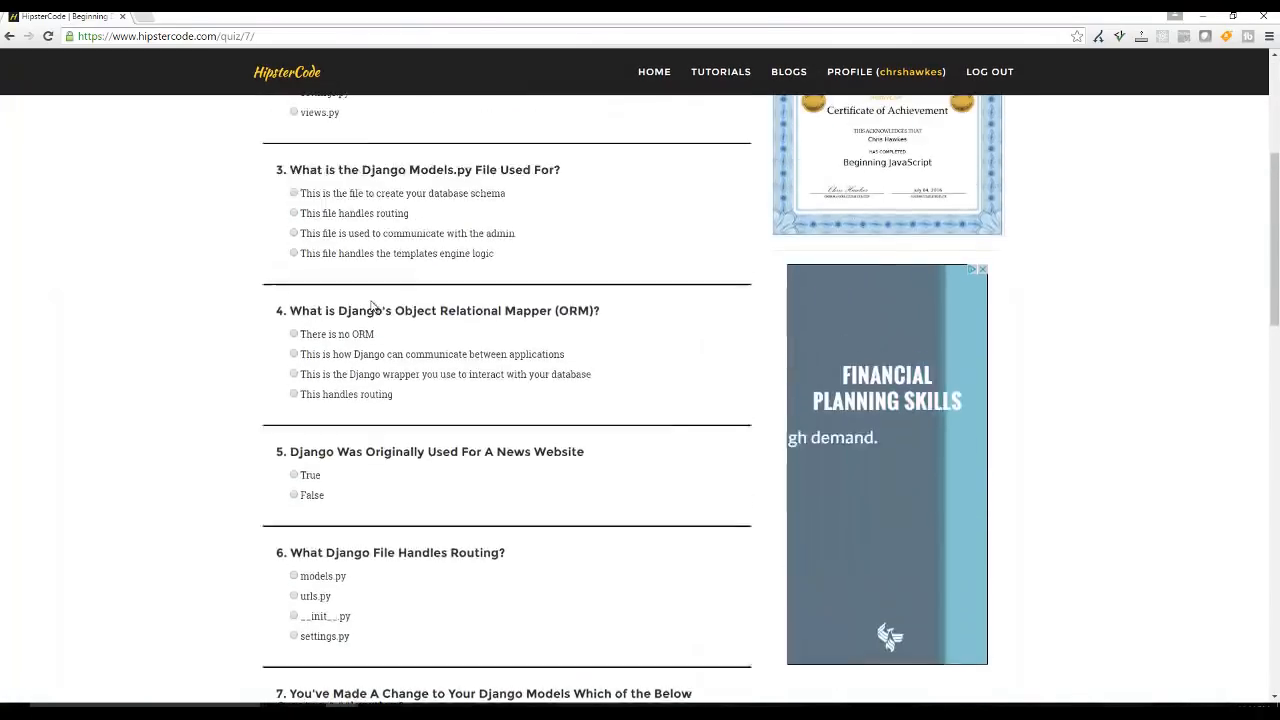 HipsterCode | Beginning
https://www.hipstercode.com/quiz/7/
HipsterCode
HOME
TUTORIALS
BLOGS
PROFILE (chrshawkes)
LOG OUT
views.py
3. What is the Django Models.py File Used For?
This is the file to create your database schema
This file handles routing
This file is used to communicate with the admin
This file handles the templates engine logic
4. What is Django's Object Relational Mapper (ORM)?
There is no ORM
This is how Django can communicate between applications
This is the Django wrapper you use to interact with your database
This handles routing
5. Django Was Originally Used For A News Website
True
False
6. What Django File Handles Routing?
models.py
urls.py
__init__.py
settings.py
7. You've Made A Change to Your Django Models Which of the Below
Certificate of Achievement
THIS ACKNOWLEDGES THAT
Chris Hawkes
HAS COMPLETED
Beginning JavaScript
Chris Hawkes
July 04, 2016
FINANCIAL
PLANNING SKILLS
gh demand.